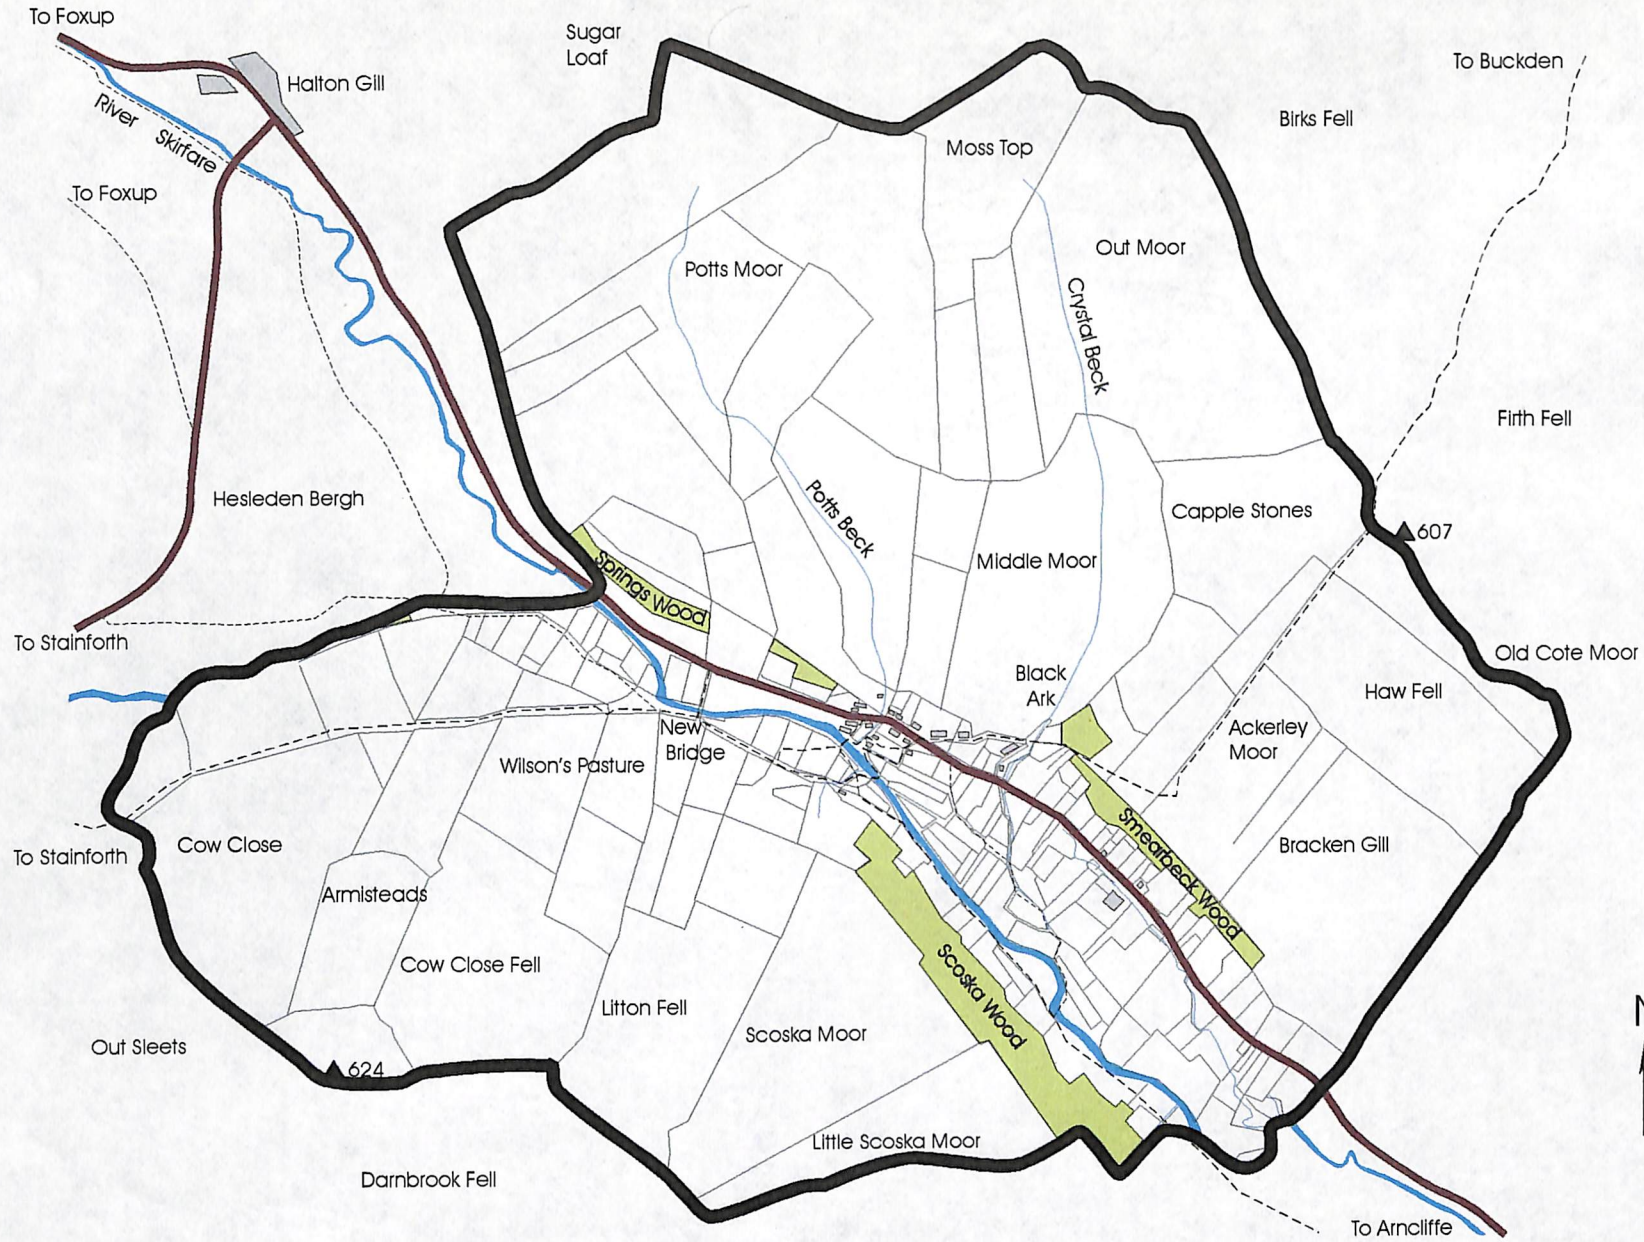 To Foxup
Sugar
Loaf
To Buckden
Halton Gill
River Skirfare
Birks Fell
Moss Top
To Foxup
Out Moor
Potts Moor
Crystal Beck
Firth Fell
Hesleden Bergh
Potts Beck
Capple Stones
607
Middle Moor
Springs Wood
To Stainforth
Old Cote Moor
Black
Ark
Haw Fell
New
Bridge
Ackerley
Moor
Wilson's Pasture
Smearbeck Wood
Cow Close
To Stainforth
Bracken Gill
Armisteads
Cow Close Fell
Scoska Wood
Litton Fell
Scoska Moor
Out Sleets
624
Little Scoska Moor
Darnbrook Fell
To Arncliffe
N